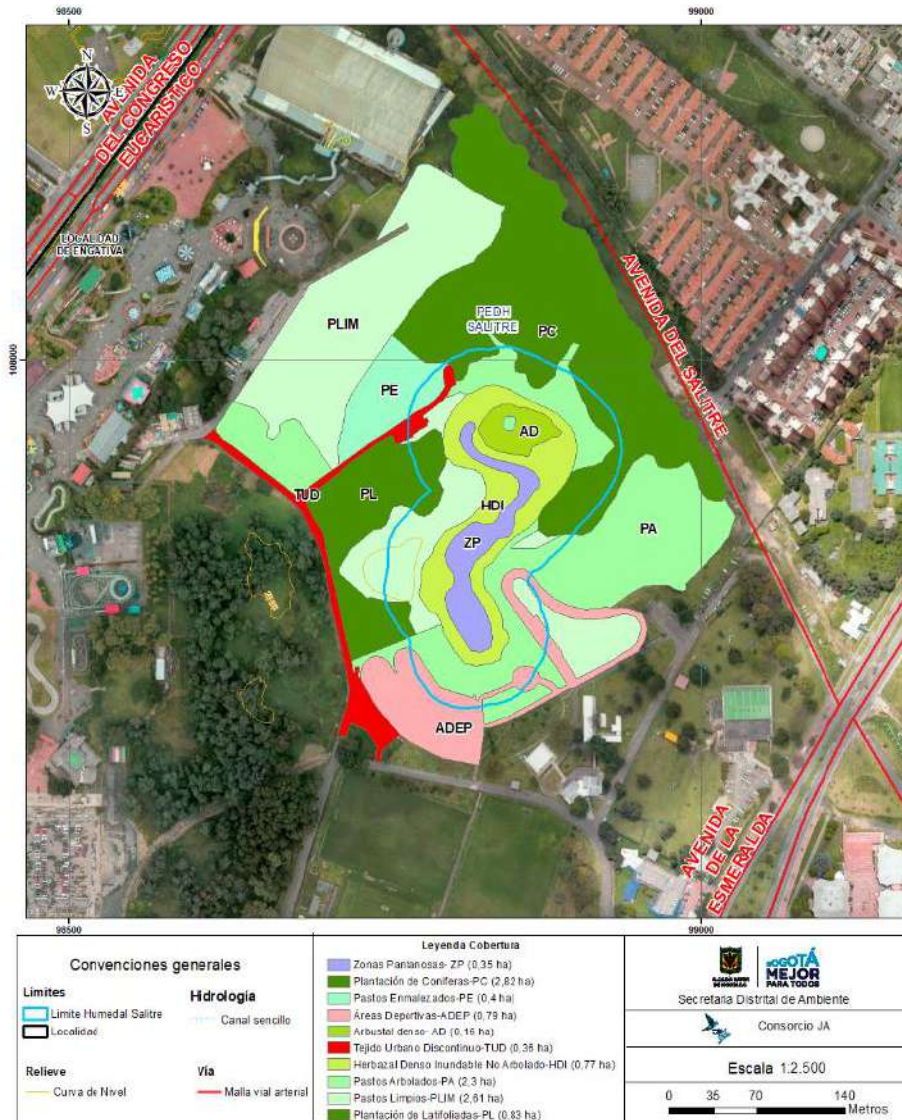 98500
99000
N
W
E
S
AVENIDA
DEL CONGRESO
EUCARISTICO
LOCALIDAD
DE ENGATIVA
108000
AVENIDA DEL SALITRE
PLIM
PEDH
SALITRE
PC
PE
AD
TUD
PL
HDI
ZP
PA
ADEP
AVENIDA
DE LA
ESMERALDA
98500
99000
Convenciones generales
Limites
Limite Humedal Salitre
Localidad
Hidrología
Canal sencillo
Relieve
Curva de Nivel
Vía
Malla vial arterial
Leyenda Cobertura
Zonas Pantanosas- ZP (0,35 ha)
Plantación de Coniferas-PC (2,82 ha)
Pastos Enmalezados-PE (0,4 ha)
Áreas Deportivas-ADEP (0,79 ha)
Arbustal denso- AD (0,16 ha)
Tejido Urbano Discontinuo-TUD (0,36 ha)
Herbazal Denso Inundable No Arbolado-HDI (0,77 ha)
Pastos Arbolados-PA (2,3 ha)
Pastos Limpios-PLIM (2,61 ha)
Plantación de Latifoliadas-PL (0,83 ha)
BOGOTÁ
MEJOR
PARA TODOS
Secretaria Distrital de Ambiente
Consorcio JA
Escala 1:2.500
0 35 70 140
Metros